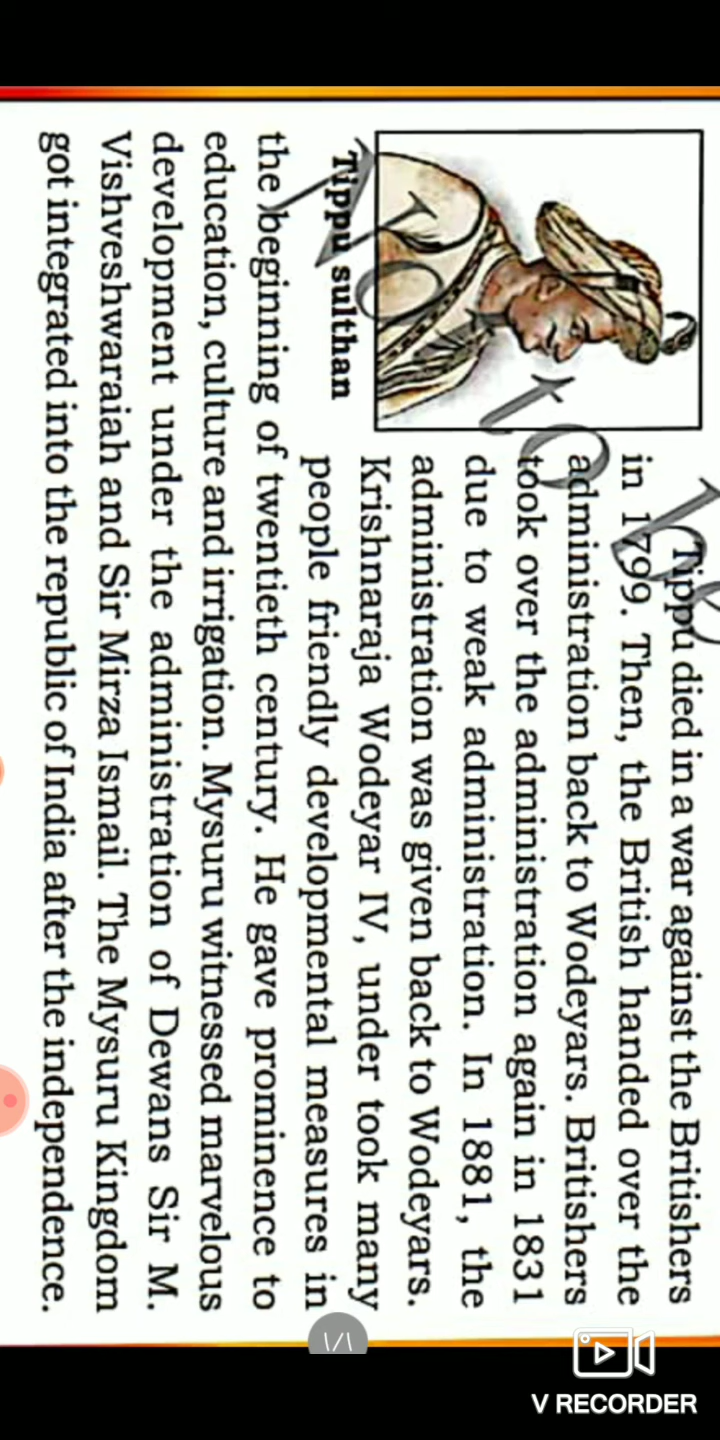 Tippu died in a war against the Britishers
in 1799. Then, the British handed over the
administration back to Wodeyars. Britishers
took over the administration again in 1831
due to weak administration. In 1881, the
administration was given back to Wodeyars.
Krishnaraja Wodeyar IV, under took many
people friendly developmental measures in
Tippu sulthan
the beginning of twentieth century. He gave prominence to
education, culture and irrigation. Mysuru witnessed marvelous
development under the administration of Dewans Sir M.
Vishveshwaraiah and Sir Mirza Ismail. The Mysuru Kingdom
got integrated into the republic of India after the independence.
Not to be
1/1
V RECORDER